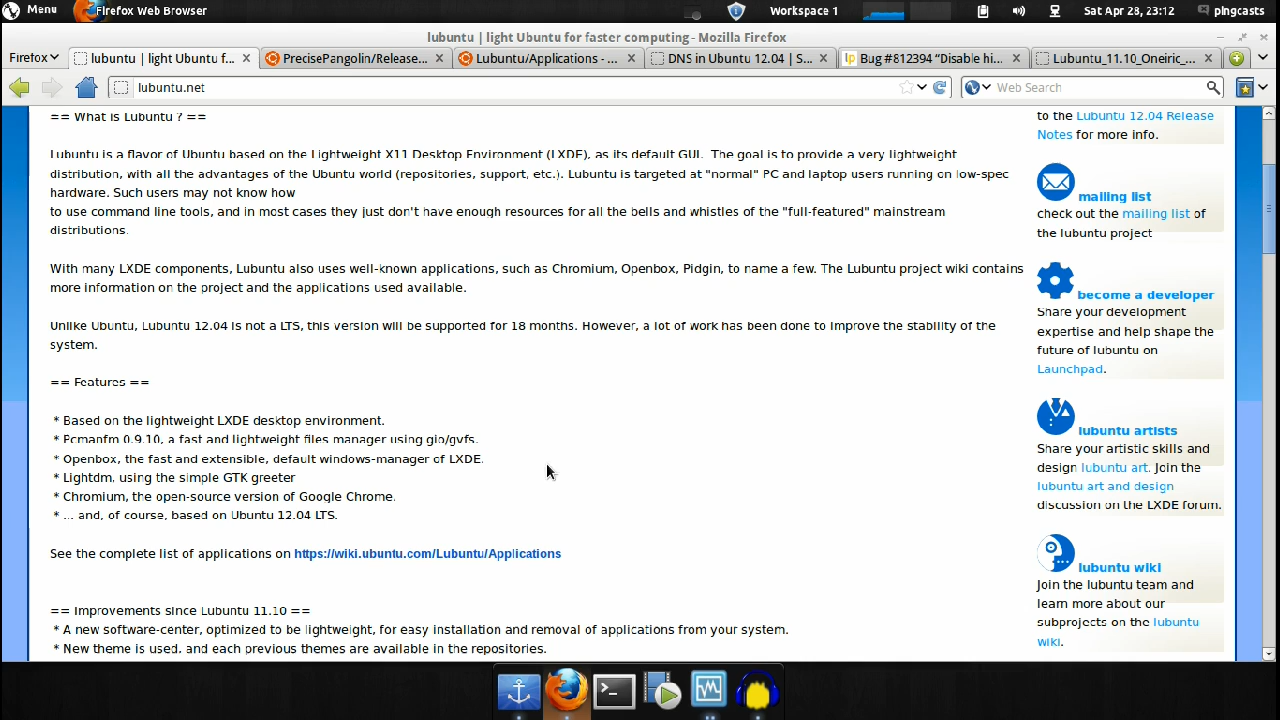 Menu
Firefox Web Browser
Workspace 1
Sat Apr 28, 23:12
pingcasts
lubuntu | light Ubuntu for faster computing - Mozilla Firefox
Firefox
lubuntu | light Ubuntu f...
PrecisePangolin/Release...
Lubuntu/Applications - ...
DNS in Ubuntu 12.04 | S...
lp
Bug #812394 “Disable hi...
Lubuntu_11.10_Oneiric_...
lubuntu.net
Web Search
== What is Lubuntu ? ==
Lubuntu is a flavor of Ubuntu based on the Lightweight X11 Desktop Environment (LXDE), as its default GUI. The goal is to provide a very lightweight
distribution, with all the advantages of the Ubuntu world (repositories, support, etc.). Lubuntu is targeted at "normal" PC and laptop users running on low-spec
hardware. Such users may not know how
to use command line tools, and in most cases they just don't have enough resources for all the bells and whistles of the "full-featured" mainstream
distributions.
With many LXDE components, Lubuntu also uses well-known applications, such as Chromium, Openbox, Pidgin, to name a few. The Lubuntu project wiki contains
more information on the project and the applications used available.
Unlike Ubuntu, Lubuntu 12.04 is not a LTS, this version will be supported for 18 months. However, a lot of work has been done to improve the stability of the
system.
== Features ==
* Based on the lightweight LXDE desktop environment.
* Pcmanfm 0.9.10, a fast and lightweight files manager using gio/gvfs.
* Openbox, the fast and extensible, default windows-manager of LXDE.
* Lightdm, using the simple GTK greeter
* Chromium, the open-source version of Google Chrome.
* ... and, of course, based on Ubuntu 12.04 LTS.
See the complete list of applications on https://wiki.ubuntu.com/Lubuntu/Applications
== Improvements since Lubuntu 11.10 ==
* A new software-center, optimized to be lightweight, for easy installation and removal of applications from your system.
* New theme is used, and each previous themes are available in the repositories.
to the Lubuntu 12.04 Release
Notes for more info.
mailing list
check out the mailing list of
the lubuntu project
become a developer
Share your development
expertise and help shape the
future of lubuntu on
Launchpad.
lubuntu artists
Share your artistic skills and
design lubuntu art. Join the
lubuntu art and design
discussion on the LXDE forum.
lubuntu wiki
Join the lubuntu team and
learn more about our
subprojects on the lubuntu
wiki.